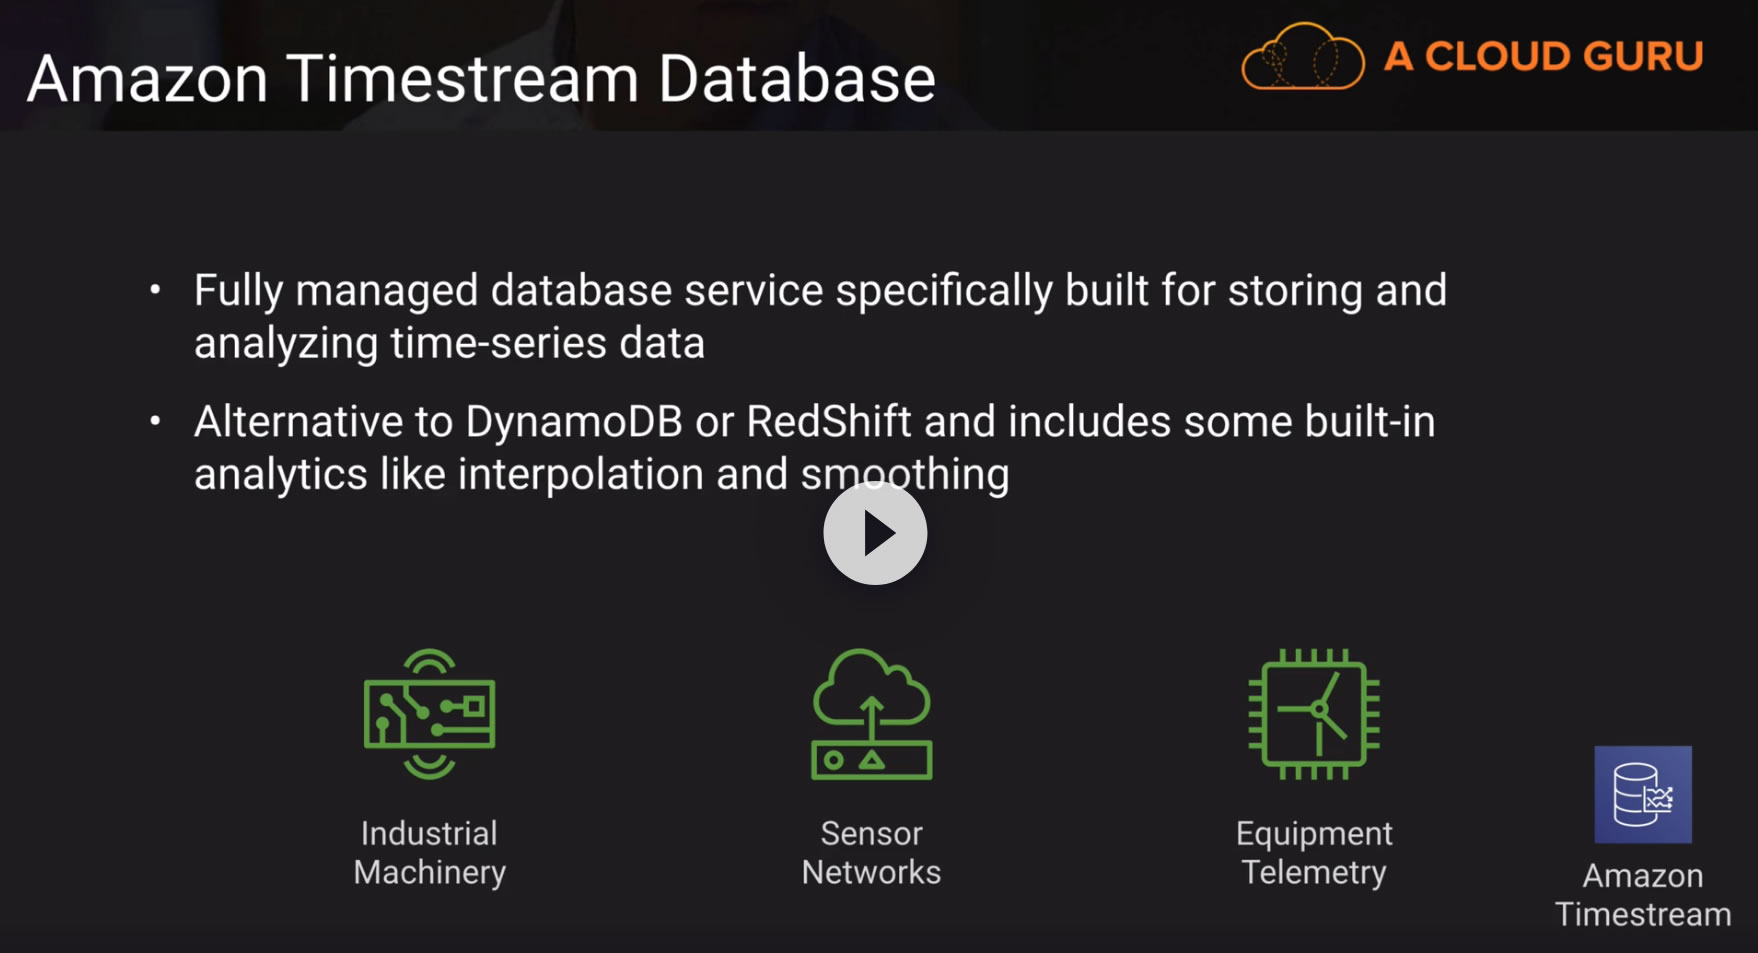 Amazon Timestream Database
A CLOUD GURU
• Fully managed database service specifically built for storing and
analyzing time-series data
• Alternative to DynamoDB or RedShift and includes some built-in
analytics like interpolation and smoothing
Industrial
Machinery
Sensor
Networks
Equipment
Telemetry
Amazon
Timestream